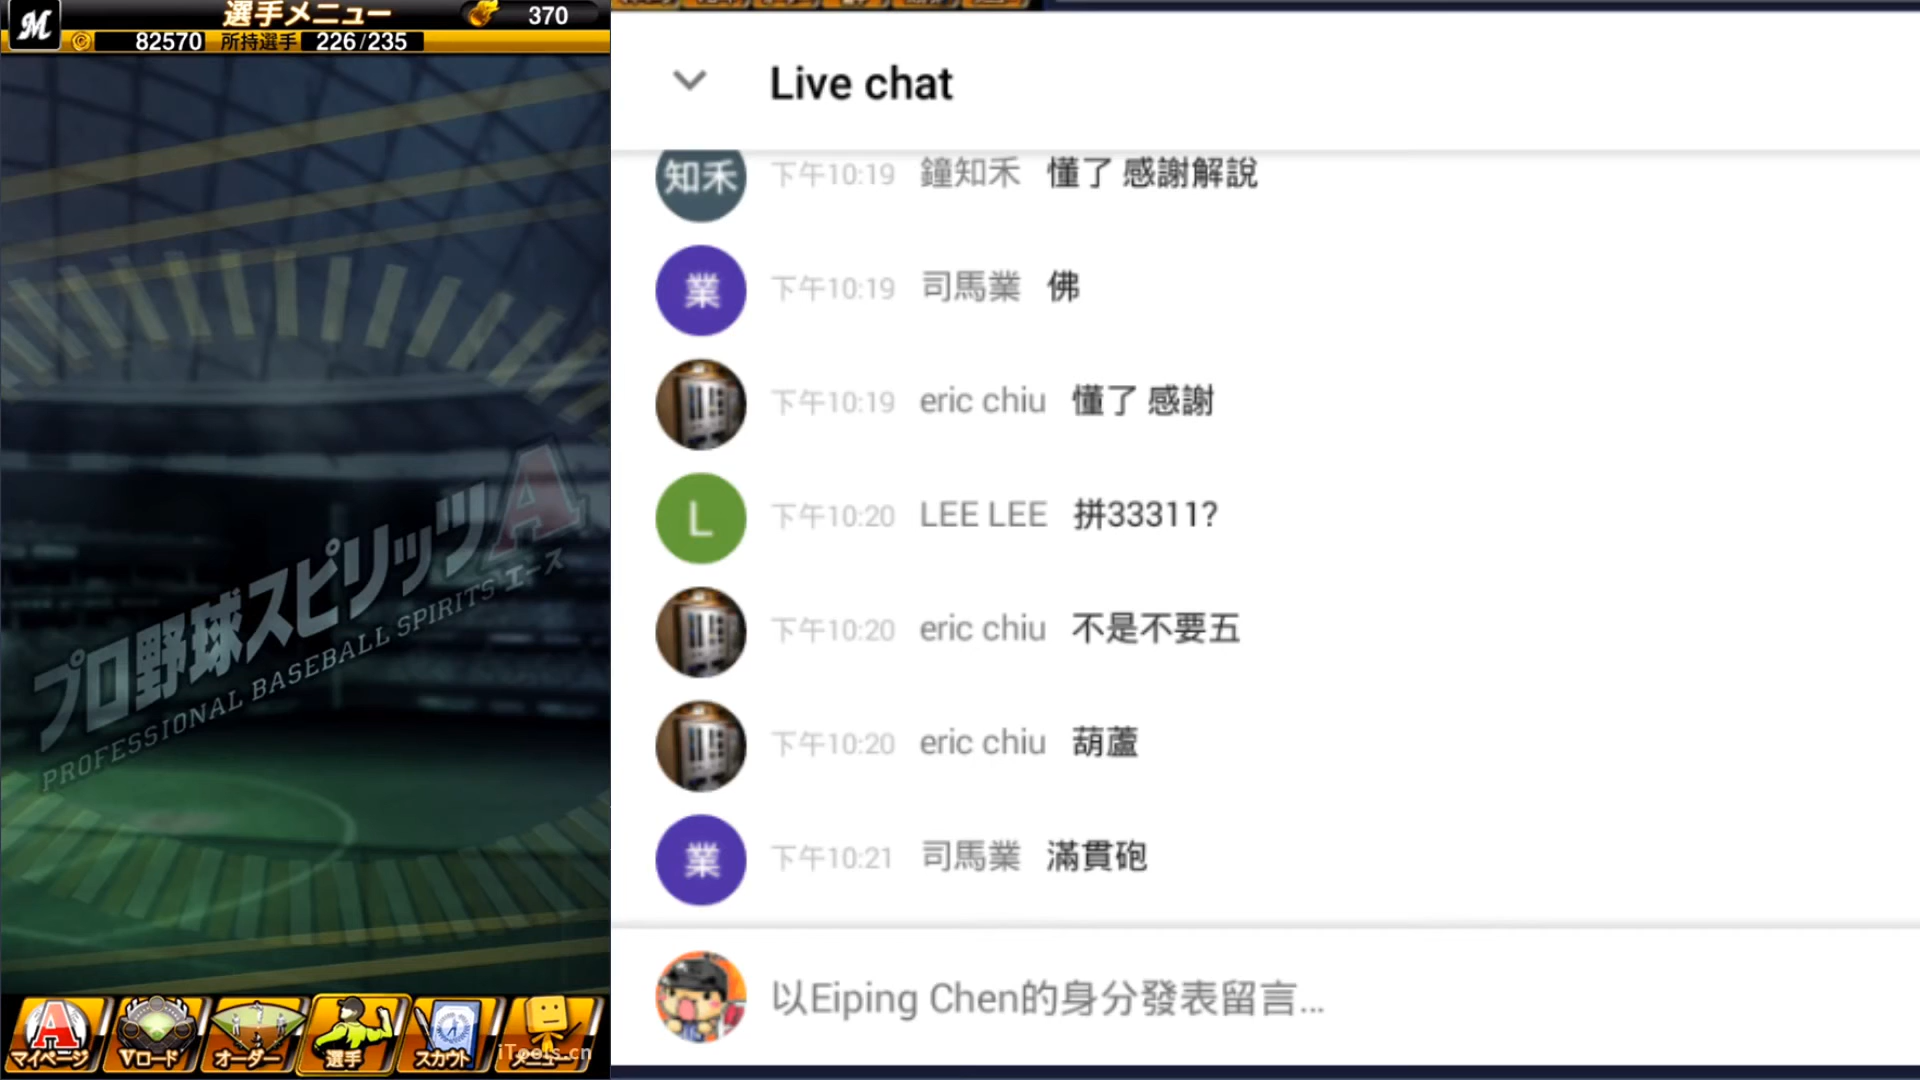 M
選手メニュー
370
82570 所持選手 226/235
プロ野球スピリッツA
PROFESSIONAL BASEBALL SPIRITS エース
マイページ
Vロード
オーダー
選手
スカウト
メニュー
iTools.cn
Live chat
知禾 下午10:19 鐘知禾 懂了 感謝解說
業 下午10:19 司馬業 佛
下午10:19 eric chiu 懂了 感謝
L 下午10:20 LEE LEE 拼33311?
下午10:20 eric chiu 不是不要五
下午10:20 eric chiu 葫蘆
業 下午10:21 司馬業 滿貫砲
以Eiping Chen的身分發表留言...